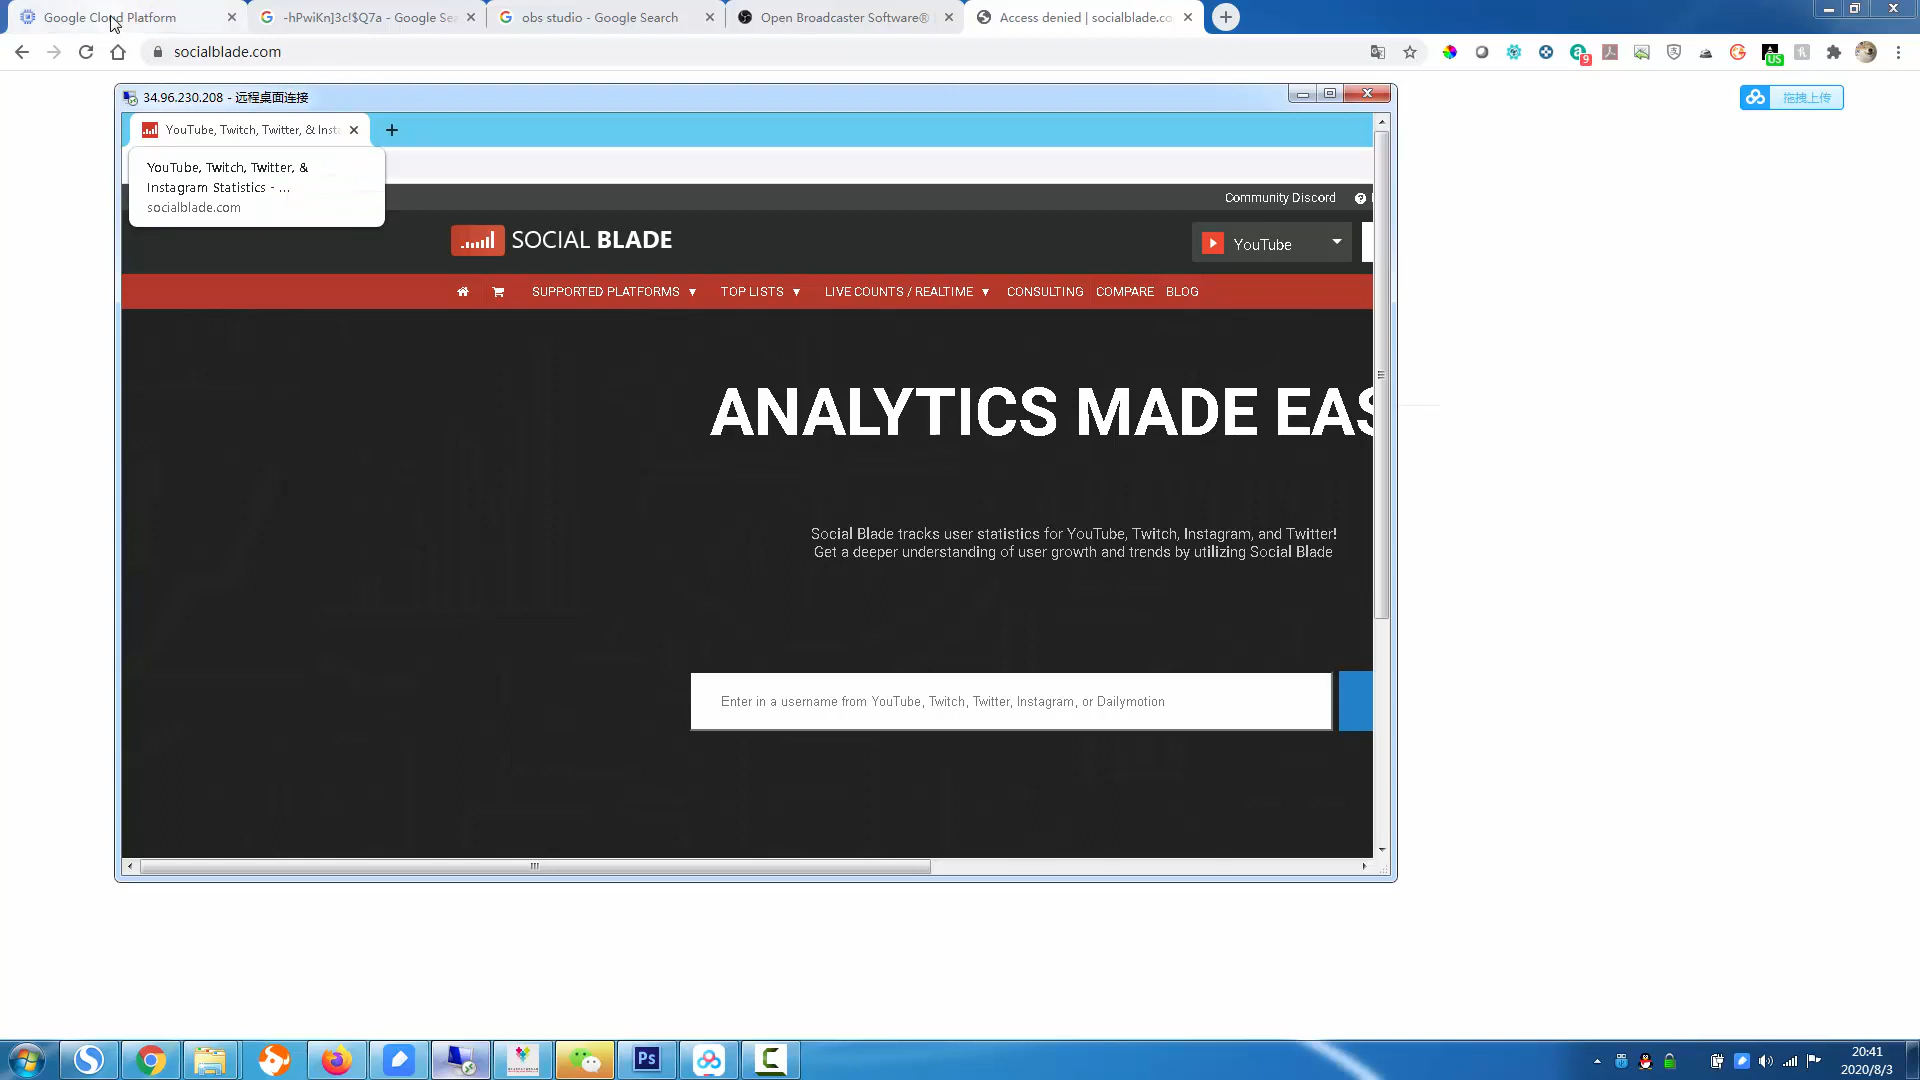 Google Cloud Platform
-hPwiKn]3c!$Q7a - Google Sea
obs studio - Google Search
Open Broadcaster Software®
Access denied | socialblade.co
socialblade.com
9
US
34.96.230.208 - 远程桌面连接
拖拽上传
YouTube, Twitch, Twitter, & Inst
YouTube, Twitch, Twitter, &
Instagram Statistics - ...
socialblade.com
Community Discord
SOCIAL BLADE
YouTube
SUPPORTED PLATFORMS
TOP LISTS
LIVE COUNTS / REALTIME
CONSULTING
COMPARE
BLOG
ANALYTICS MADE EAS
Social Blade tracks user statistics for YouTube, Twitch, Instagram, and Twitter!
Get a deeper understanding of user growth and trends by utilizing Social Blade
Enter in a username from YouTube, Twitch, Twitter, Instagram, or Dailymotion
Ps
20:41
2020/8/3